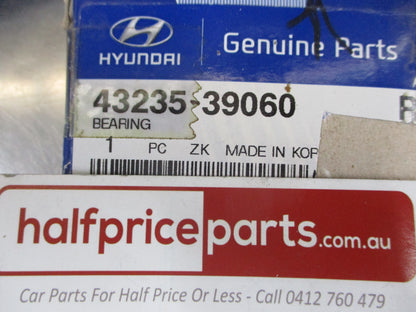 HYUNDAI
Genuine Parts
43235-39060
BEARING
1 PC ZK MADE IN KOR
halfpriceparts.com.au
Car Parts For Half Price Or Less - Call 0412 760 479